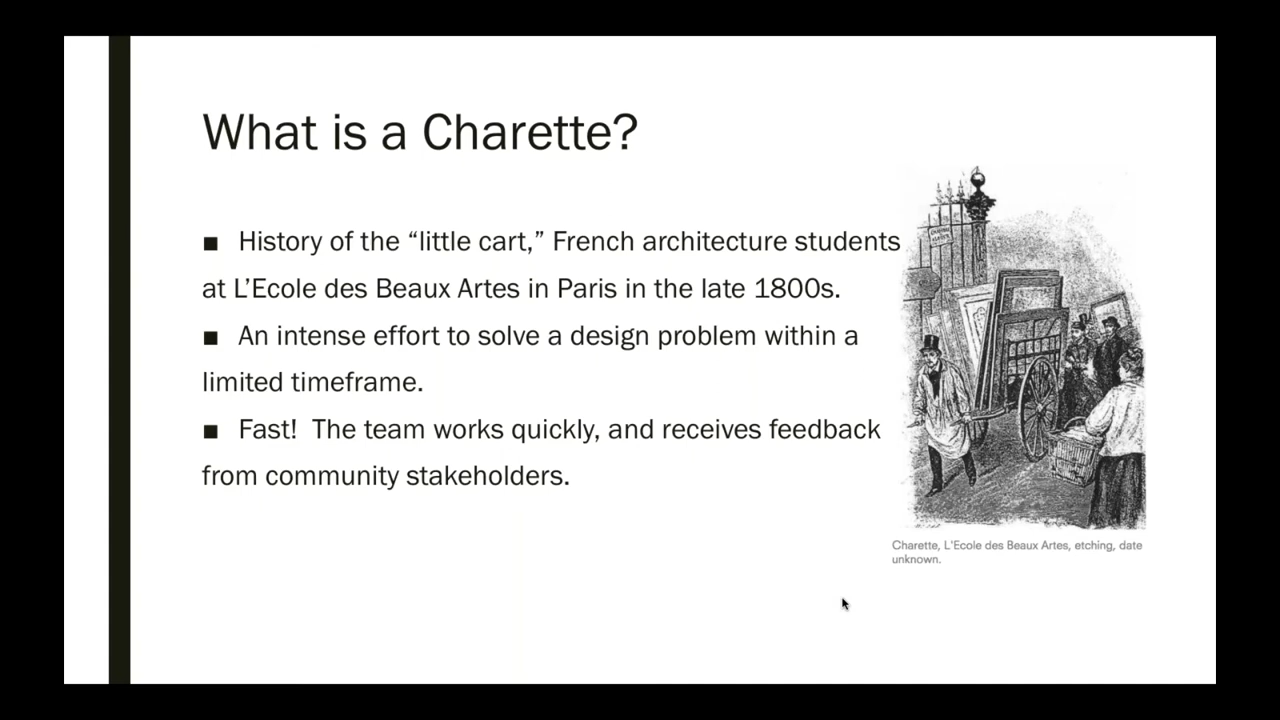 What is a Charette?
■ History of the “little cart,” French architecture students
at L’Ecole des Beaux Artes in Paris in the late 1800s.
■ An intense effort to solve a design problem within a
limited timeframe.
■ Fast!  The team works quickly, and receives feedback
from community stakeholders.
Charette, L'Ecole des Beaux Artes, etching, date
unknown.